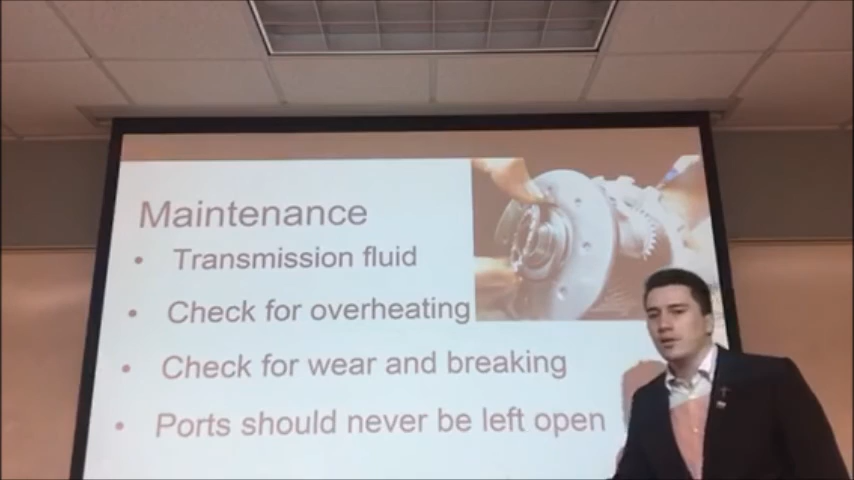 Maintenance
• Transmission fluid
• Check for overheating
• Check for wear and breaking
• Ports should never be left open